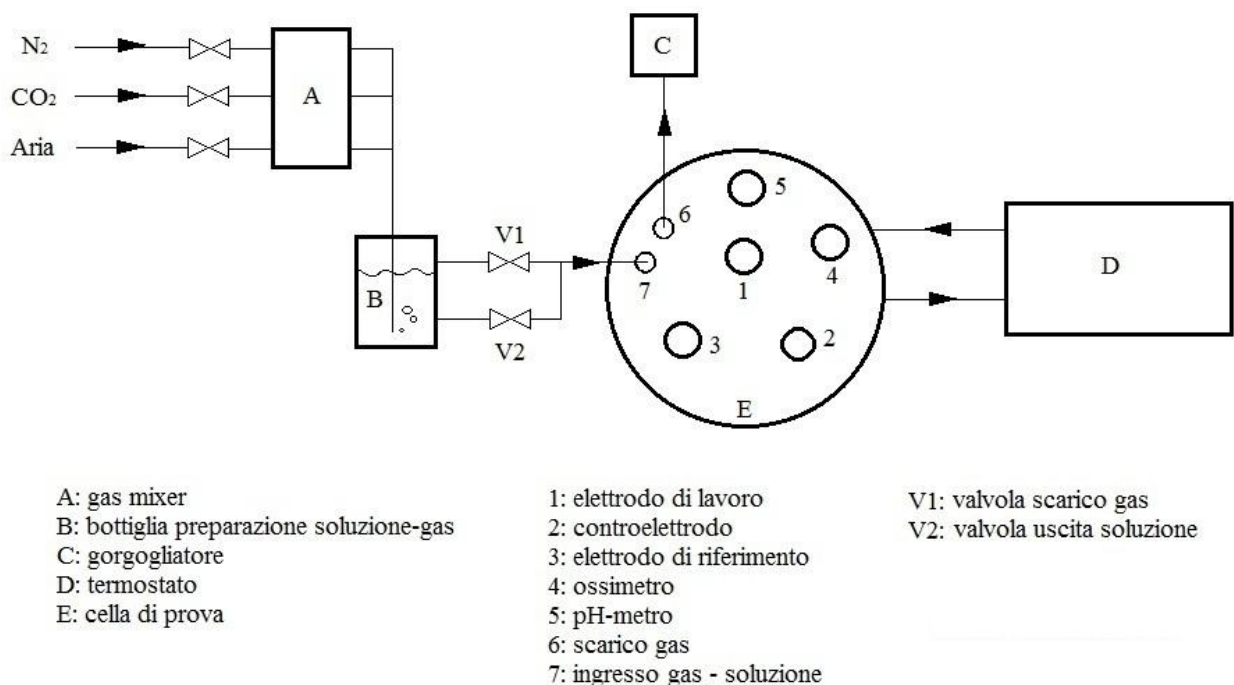 N₂
CO₂
Aria
A
B
V1
V2
C
5
6
7
1
4
3
2
E
D
A: gas mixer
B: bottiglia preparazione soluzione-gas
C: gorgogliatore
D: termostato
E: cella di prova
1: elettrodo di lavoro
2: controelettrodo
3: elettrodo di riferimento
4: ossimetro
5: pH-metro
6: scarico gas
7: ingresso gas - soluzione
V1: valvola scarico gas
V2: valvola uscita soluzione